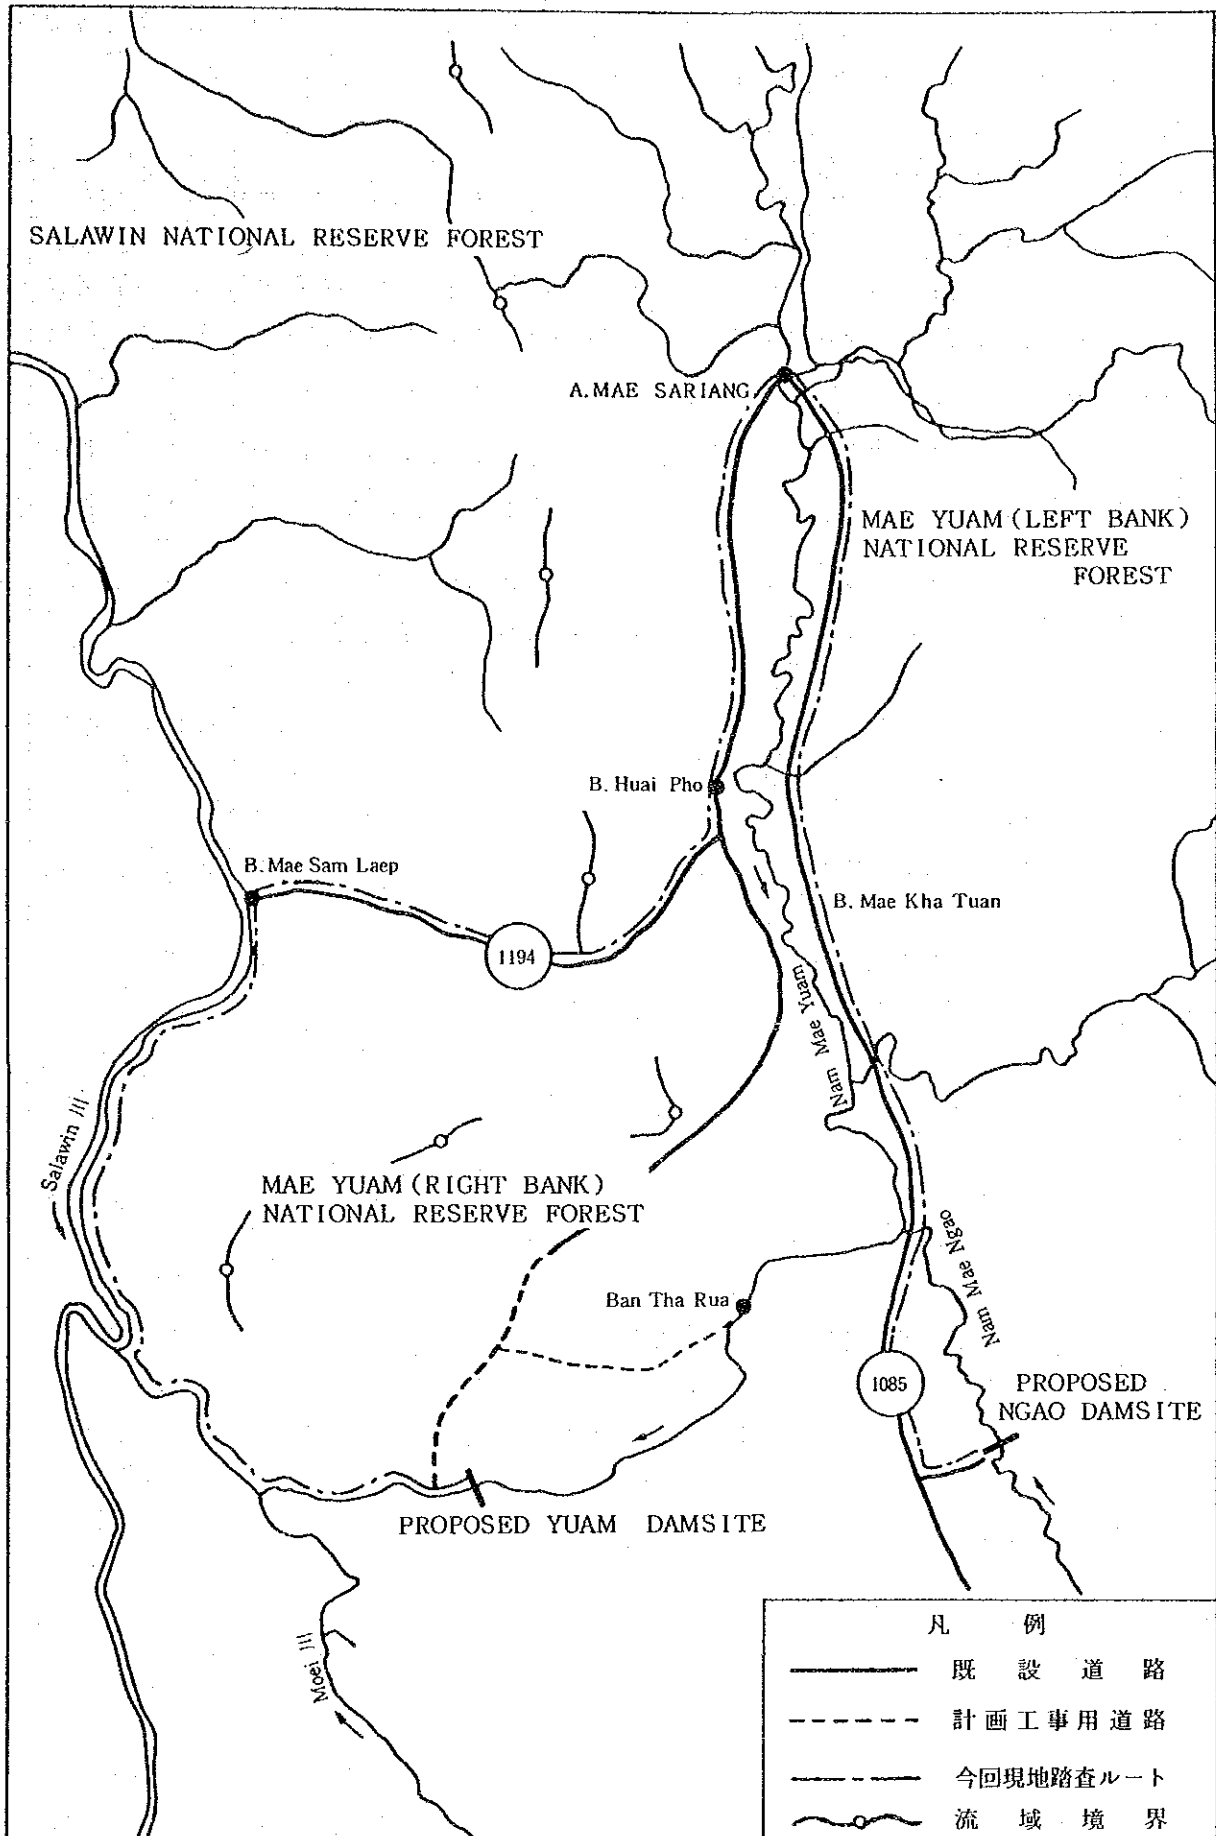 SALAWIN NATIONAL RESERVE FOREST
A.MAE SARIANG
MAE YUAM (LEFT BANK)
NATIONAL RESERVE
FOREST
B. Huai Pho
B. Mae Sam Laep
B. Mae Kha Tuan
1194
Nam Mae Yuam
Salawin 川
MAE YUAM (RIGHT BANK)
NATIONAL RESERVE FOREST
Nam Mae Ngao
Ban Tha Rua
1085
PROPOSED
NGAO DAMSITE
PROPOSED YUAM DAMSITE
Moei 川
凡 例
既 設 道 路
計画工事用道路
今回現地踏査ルート
流 域 境 界